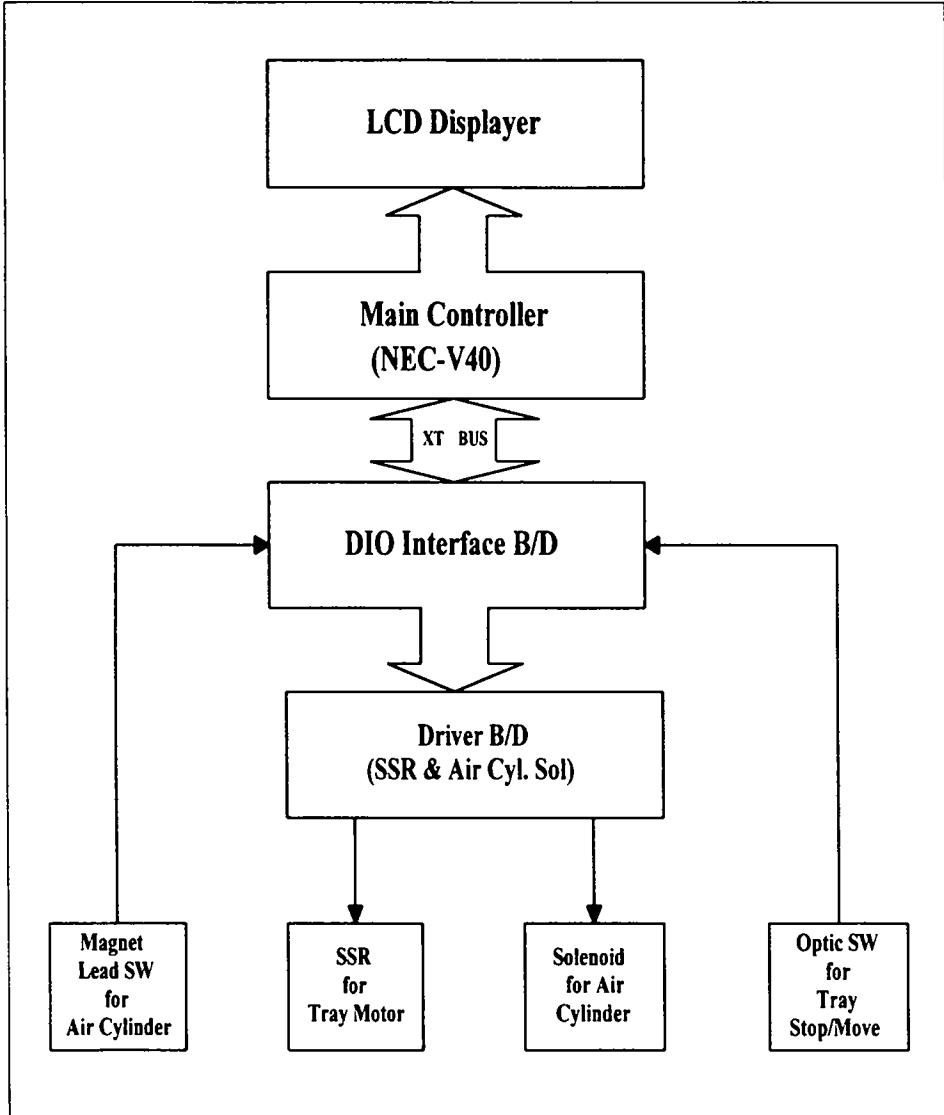 LCD Displayer
Main Controller
(NEC-V40)
XT BUS
DIO Interface B/D
Driver B/D
(SSR & Air Cyl. Sol)
Magnet
Lead SW
for
Air Cylinder
SSR
for
Tray Motor
Solenoid
for Air
Cylinder
Optic SW
for
Tray
Stop/Move